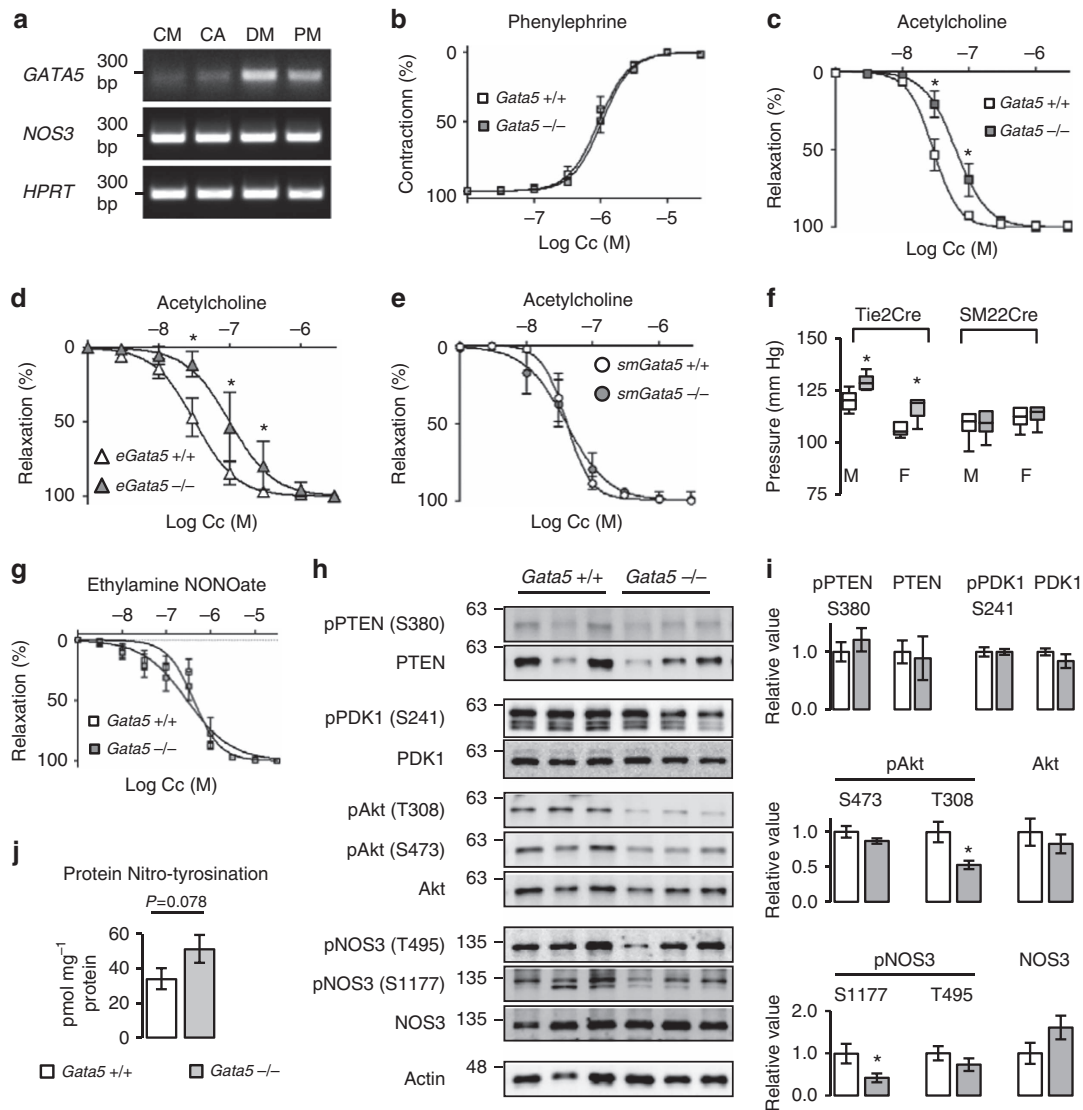 a
CM CA DM PM
GATA5 300 bp
NOS3 300 bp
HPRT 300 bp
b
Phenylephrine
0
50
100
Contractionn (%)
Gata5 +/+
Gata5 –/–
–7 –6 –5
Log Cc (M)
c
Acetylcholine
–8 –7 –6
0
50
100
Relaxation (%)
* *
Gata5 +/+
Gata5 –/–
Log Cc (M)
d
Acetylcholine
–8 –7 –6
0
50
100
Relaxation (%)
* * *
eGata5 +/+
eGata5 –/–
Log Cc (M)
e
Acetylcholine
–8 –7 –6
0
50
100
Relaxation (%)
smGata5 +/+
smGata5 –/–
Log Cc (M)
f
Tie2Cre SM22Cre
150
125
100
75
Pressure (mm Hg)
* *
M F M F
g
Ethylamine NONOate
–8 –7 –6 –5
0
50
100
Relaxation (%)
Gata5 +/+
Gata5 –/–
Log Cc (M)
h
Gata5 +/+ Gata5 –/–
pPTEN (S380) 63
PTEN 63
pPDK1 (S241) 63
PDK1 63
pAkt (T308) 63
pAkt (S473) 63
Akt 63
pNOS3 (T495) 135
pNOS3 (S1177) 135
NOS3 135
Actin 48
i
pPTEN PTEN pPDK1 PDK1
S380 S241
1.0
0.0
Relative value
pAkt Akt
S473 T308
1.0
0.5
0.0
Relative value
*
pNOS3 NOS3
S1177 T495
2.0
1.0
0.0
Relative value
*
j
Protein Nitro-tyrosination
P=0.078
60
40
20
0
pmol mg–1
protein
Gata5 +/+ Gata5 –/–